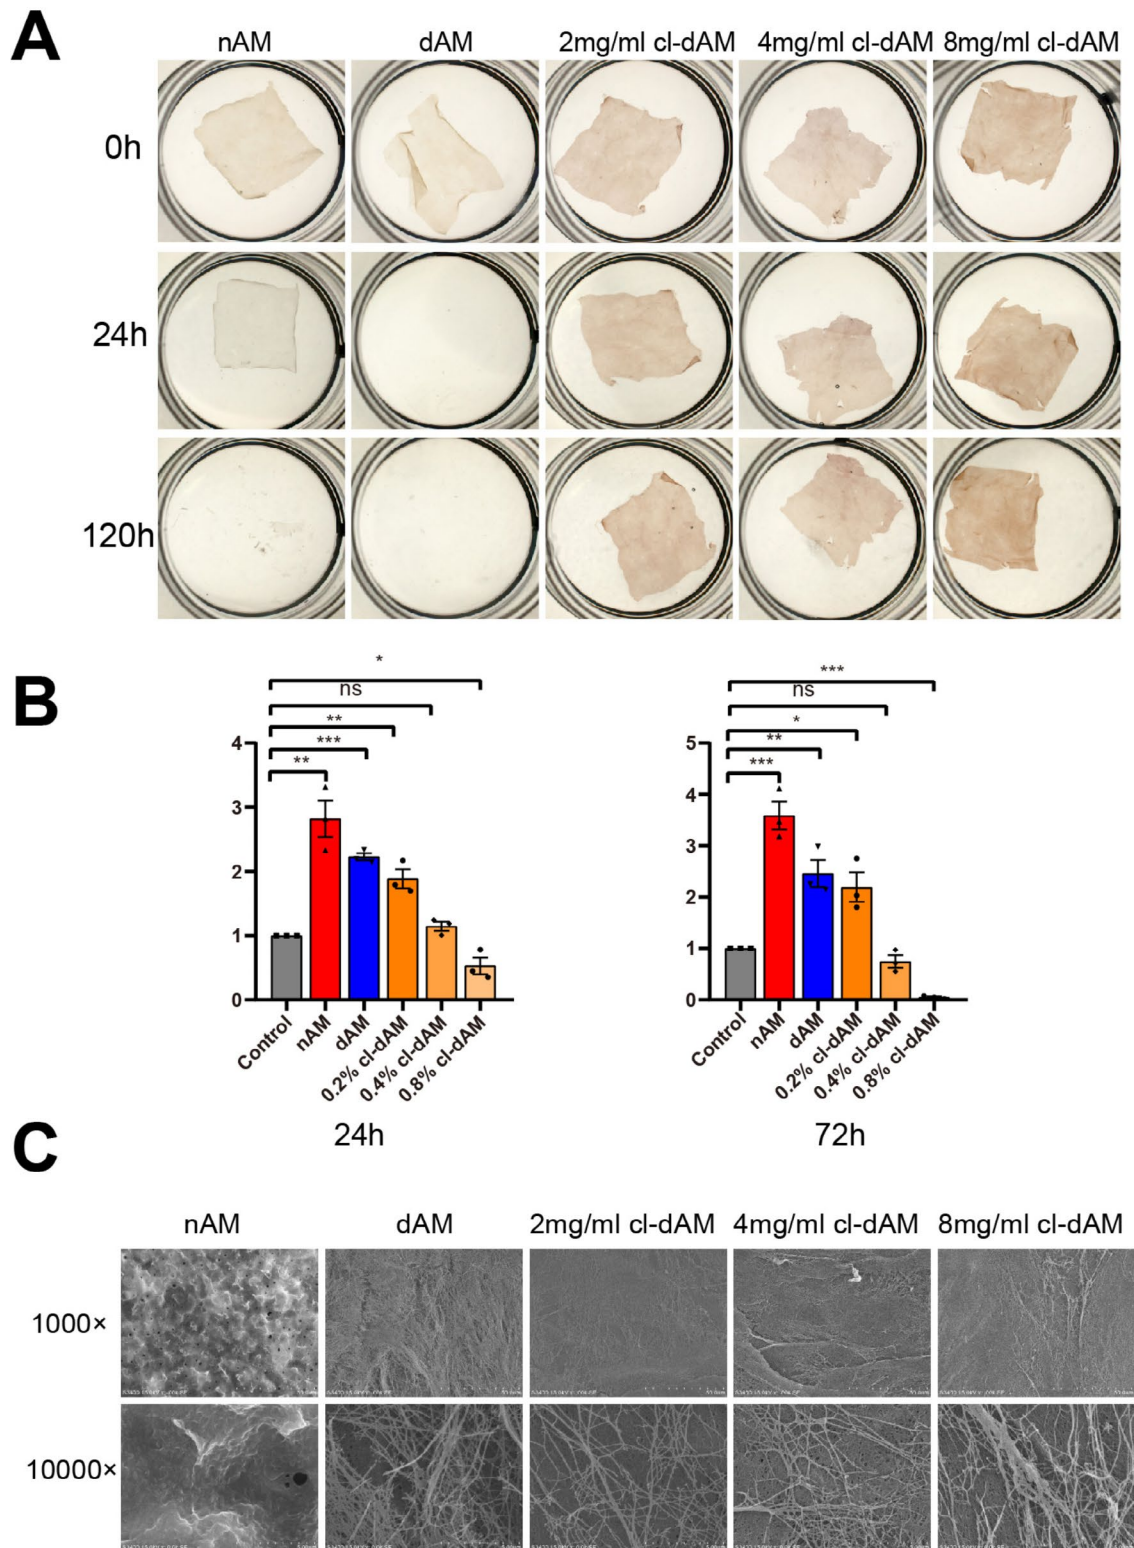 A
nAM dAM 2mg/ml cl-dAM 4mg/ml cl-dAM 8mg/ml cl-dAM
0h
24h
120h
B
*
ns
**
***
**
4
3
2
1
0
Control nAM dAM 0.2% cl-dAM 0.4% cl-dAM 0.8% cl-dAM
24h
***
ns
*
**
***
5
4
3
2
1
0
Control nAM dAM 0.2% cl-dAM 0.4% cl-dAM 0.8% cl-dAM
72h
C
nAM dAM 2mg/ml cl-dAM 4mg/ml cl-dAM 8mg/ml cl-dAM
1000×
10000×